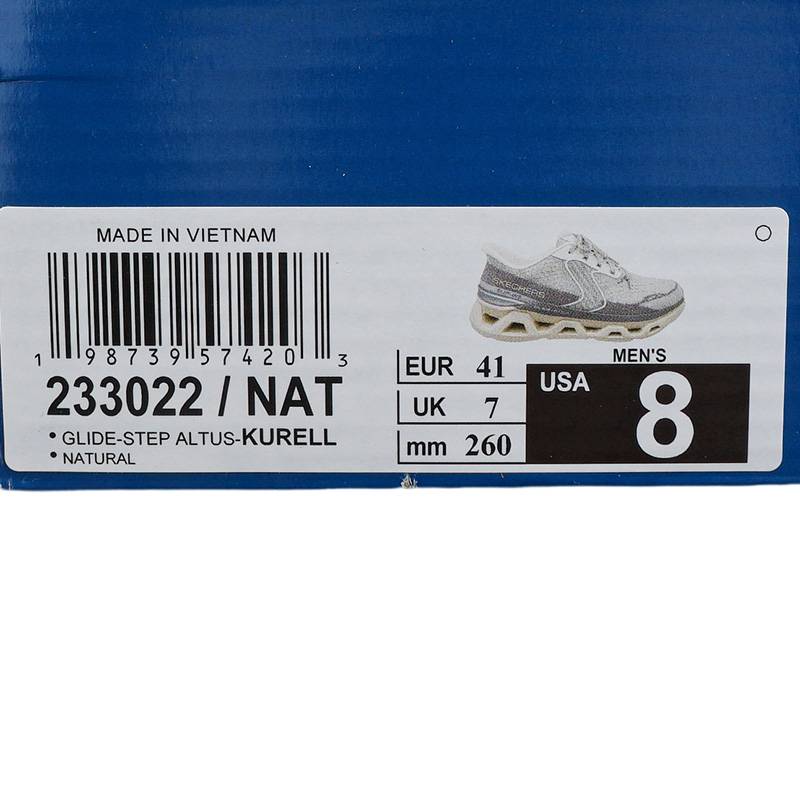 MADE IN VIETNAM
1 98739 57420 3
233022 / NAT
• GLIDE-STEP ALTUS-KURELL
• NATURAL
SKECHERS
EUR 41
UK 7
mm 260
MEN'S
USA 8